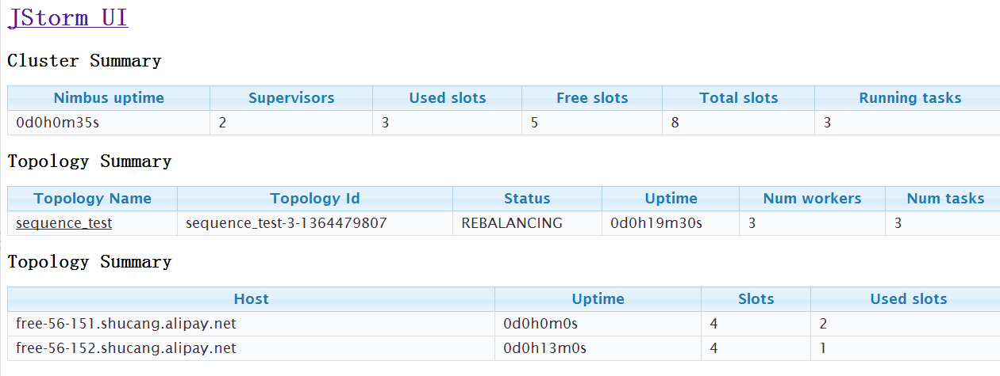 JStorm UI
Cluster Summary
Nimbus uptime Supervisors Used slots Free slots Total slots Running tasks
0d0h0m35s 2 3 5 8 3
Topology Summary
Topology Name Topology Id Status Uptime Num workers Num tasks
sequence_test sequence_test-3-1364479807 REBALANCING 0d0h19m30s 3 3
Topology Summary
Host Uptime Slots Used slots
free-56-151.shucang.alipay.net 0d0h0m0s 4 2
free-56-152.shucang.alipay.net 0d0h13m0s 4 1